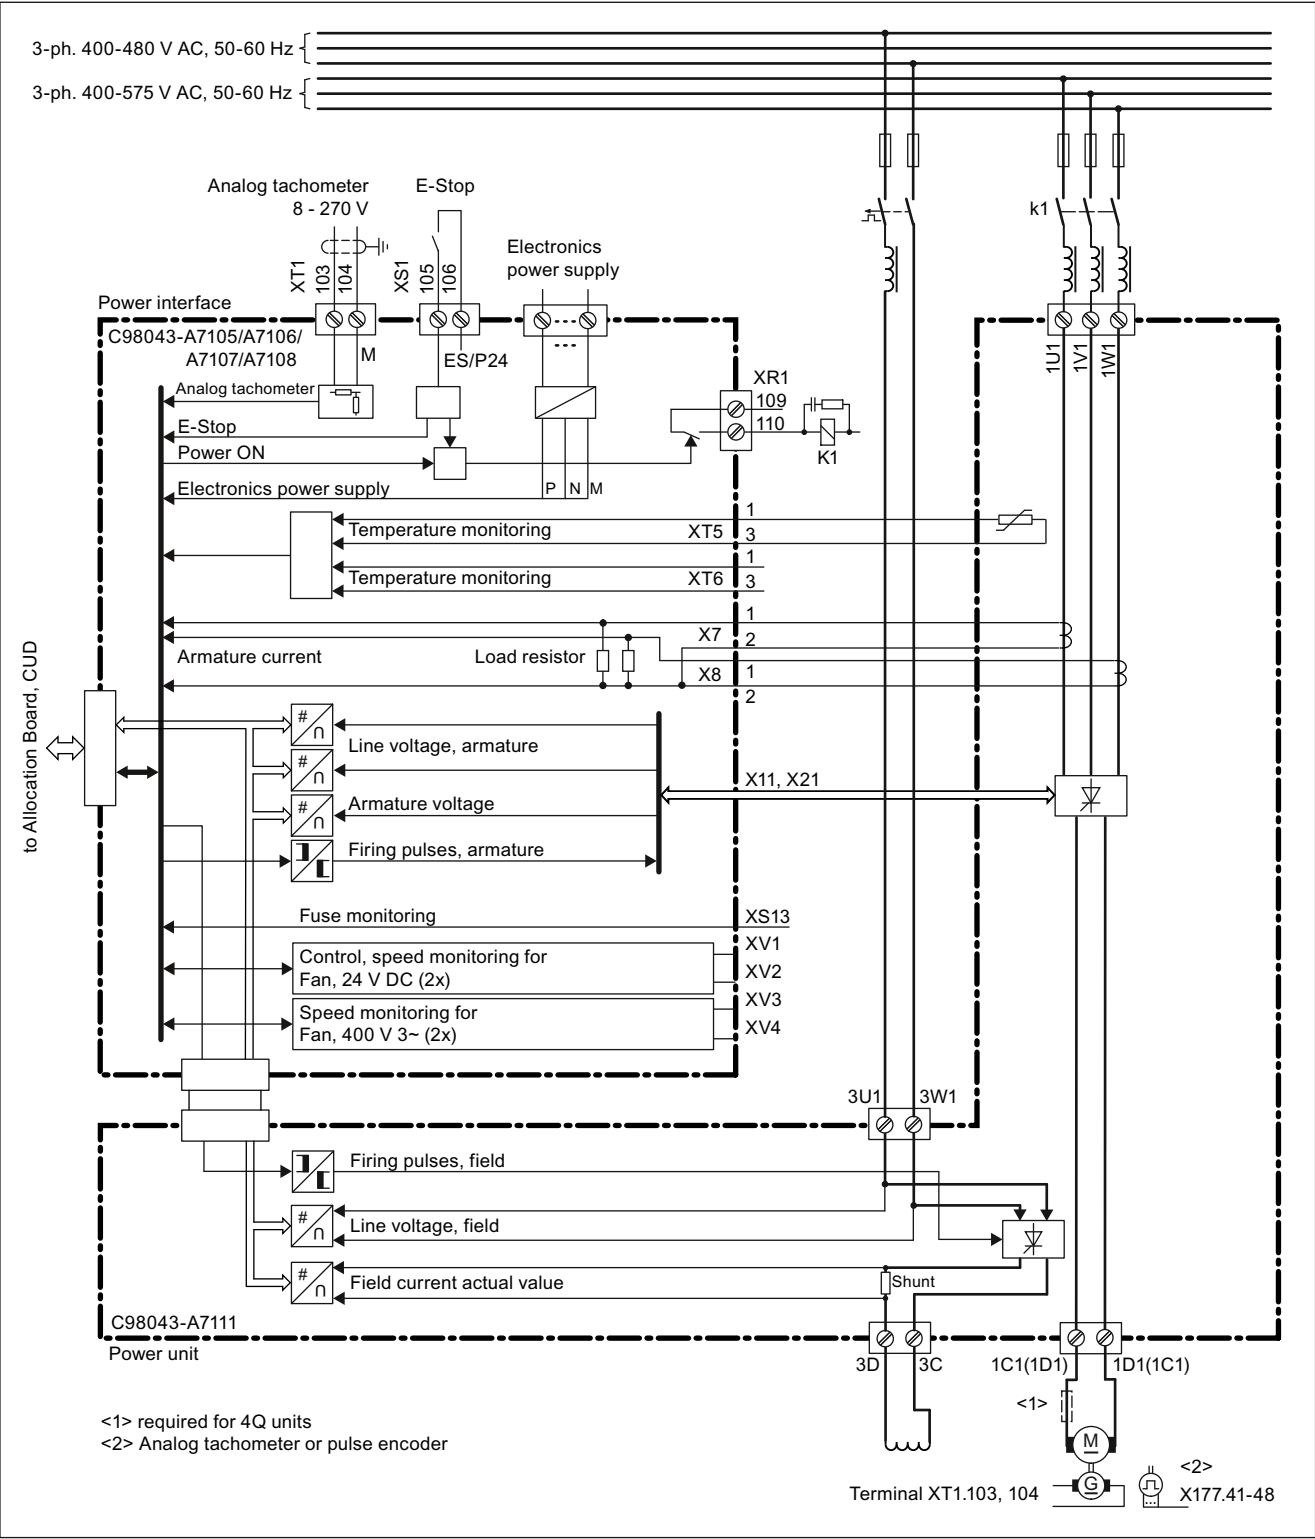 3-ph. 400-480 V AC, 50-60 Hz
3-ph. 400-575 V AC, 50-60 Hz
Analog tachometer
8 - 270 V
E-Stop
k1
Electronics
power supply
XT1
103
104
XS1
105
106
Power interface
C98043-A7105/A7106/
A7107/A7108
M
ES/P24
1U1
1V1
1W1
XR1
109
110
K1
Analog tachometer
E-Stop
Power ON
Electronics power supply
P N M
1
Temperature monitoring XT5 3
1
Temperature monitoring XT6 3
1
X7 2
Armature current
Load resistor
X8 1
2
to Allocation Board, CUD
#
∩
Line voltage, armature
#
∩
X11, X21
#
∩
Armature voltage
Firing pulses, armature
Fuse monitoring
XS13
XV1
Control, speed monitoring for
Fan, 24 V DC (2x)
XV2
XV3
Speed monitoring for
Fan, 400 V 3~ (2x)
XV4
3U1
3W1
Firing pulses, field
#
∩
Line voltage, field
#
∩
Field current actual value
Shunt
C98043-A7111
Power unit
3D
3C
1C1(1D1)
1D1(1C1)
<1>
<1> required for 4Q units
<2> Analog tachometer or pulse encoder
M
G
<2>
Terminal XT1.103, 104
X177.41-48